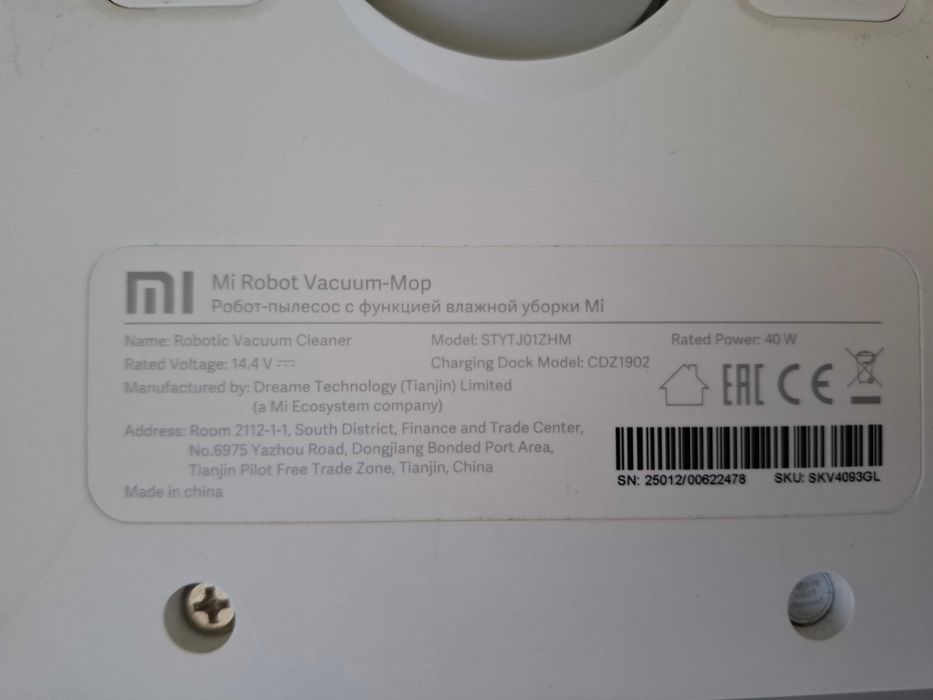 MI Mi Robot Vacuum-Mop
Робот-пылесос с функцией влажной уборки Mi
Name: Robotic Vacuum Cleaner Model: STYTJ01ZHM Rated Power: 40 W
Rated Voltage: 14.4 V Charging Dock Model: CDZ1902
Manufactured by: Dreame Technology (Tianjin) Limited
(a Mi Ecosystem company)
EAC CE
Address: Room 2112-1-1, South District, Finance and Trade Center,
No.6975 Yazhou Road, Dongjiang Bonded Port Area,
Tianjin Pilot Free Trade Zone, Tianjin, China
Made in china
SN: 25012/00622478 SKU: SKV4093GL